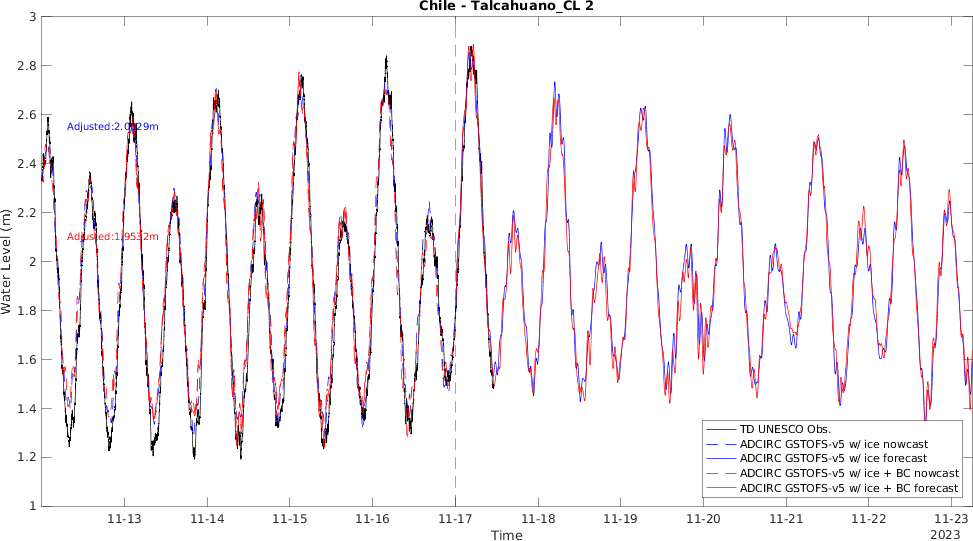 Chile - Talcahuano_CL 2
3
2.8
2.6
2.4
2.2
2
1.8
1.6
1.4
1.2
1
Water Level (m)
Adjusted:1.9532m
TD UNESCO Obs.
ADCIRC GSTOFS-v5 w/ ice nowcast
ADCIRC GSTOFS-v5 w/ ice forecast
ADCIRC GSTOFS-v5 w/ ice + BC nowcast
ADCIRC GSTOFS-v5 w/ ice + BC forecast
11-13 11-14 11-15 11-16 11-17 11-18 11-19 11-20 11-21 11-22 11-23
2023
Time